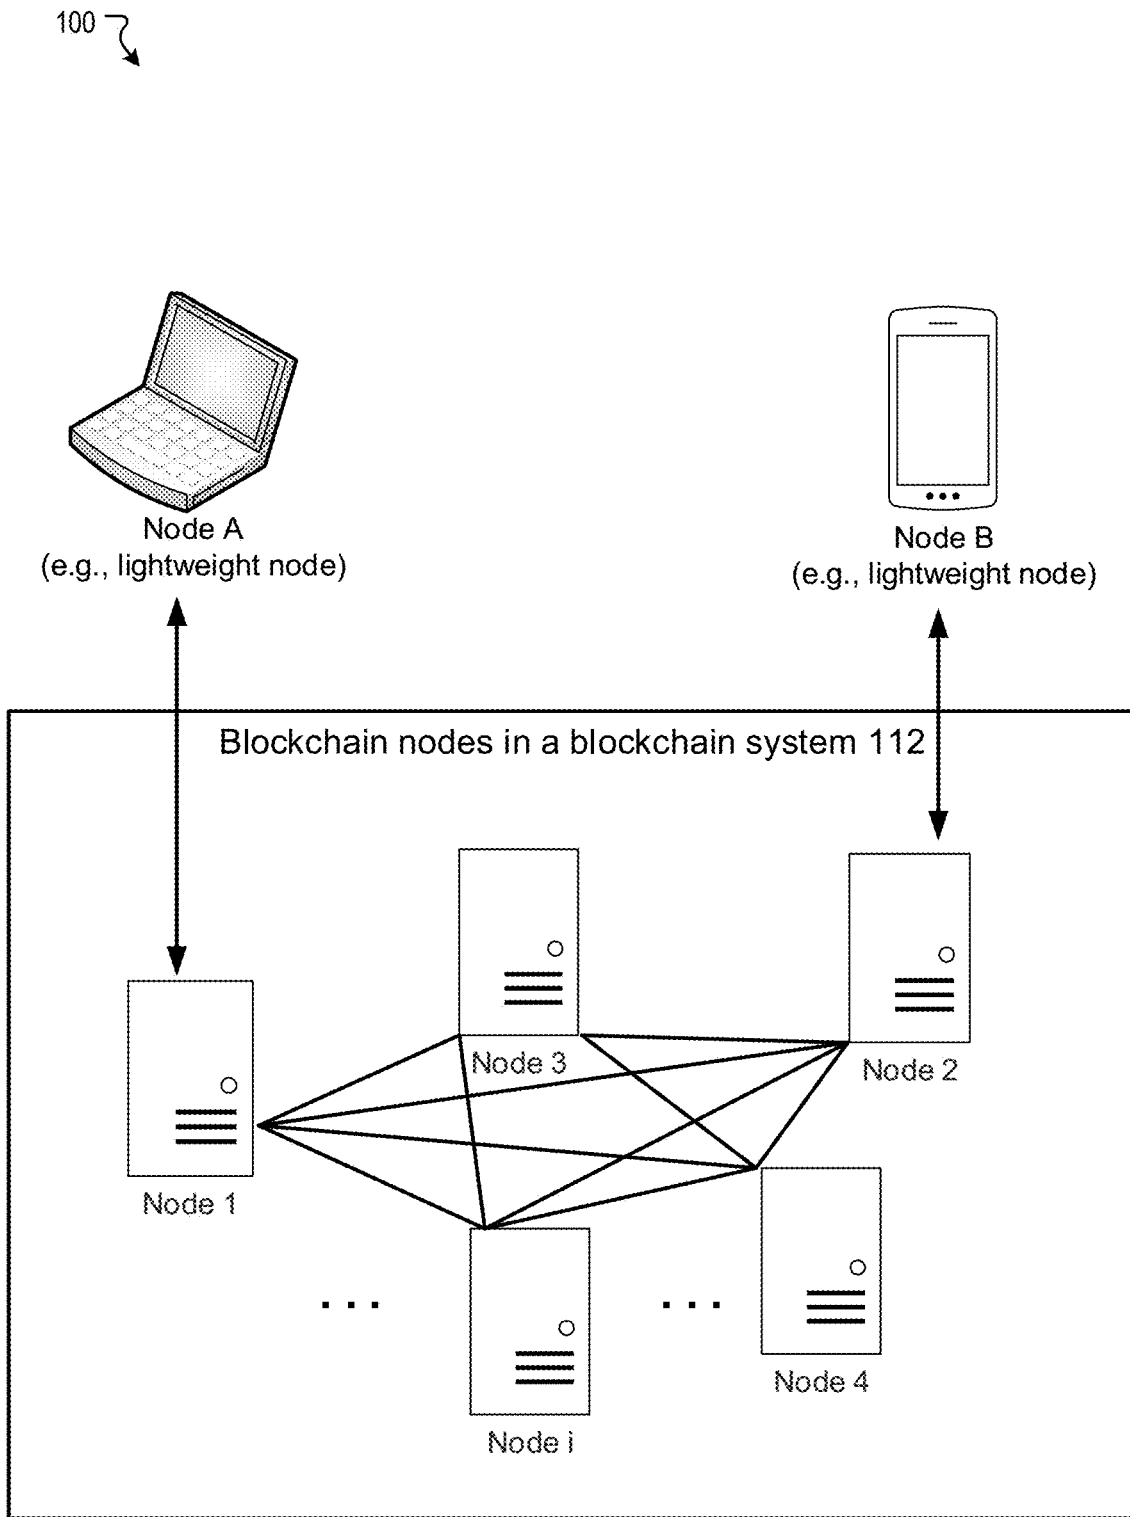 100
Node A
(e.g., lightweight node)
Node B
(e.g., lightweight node)
Blockchain nodes in a blockchain system 112
Node 3
Node 2
Node 1
. . .
. . .
Node 4
Node i